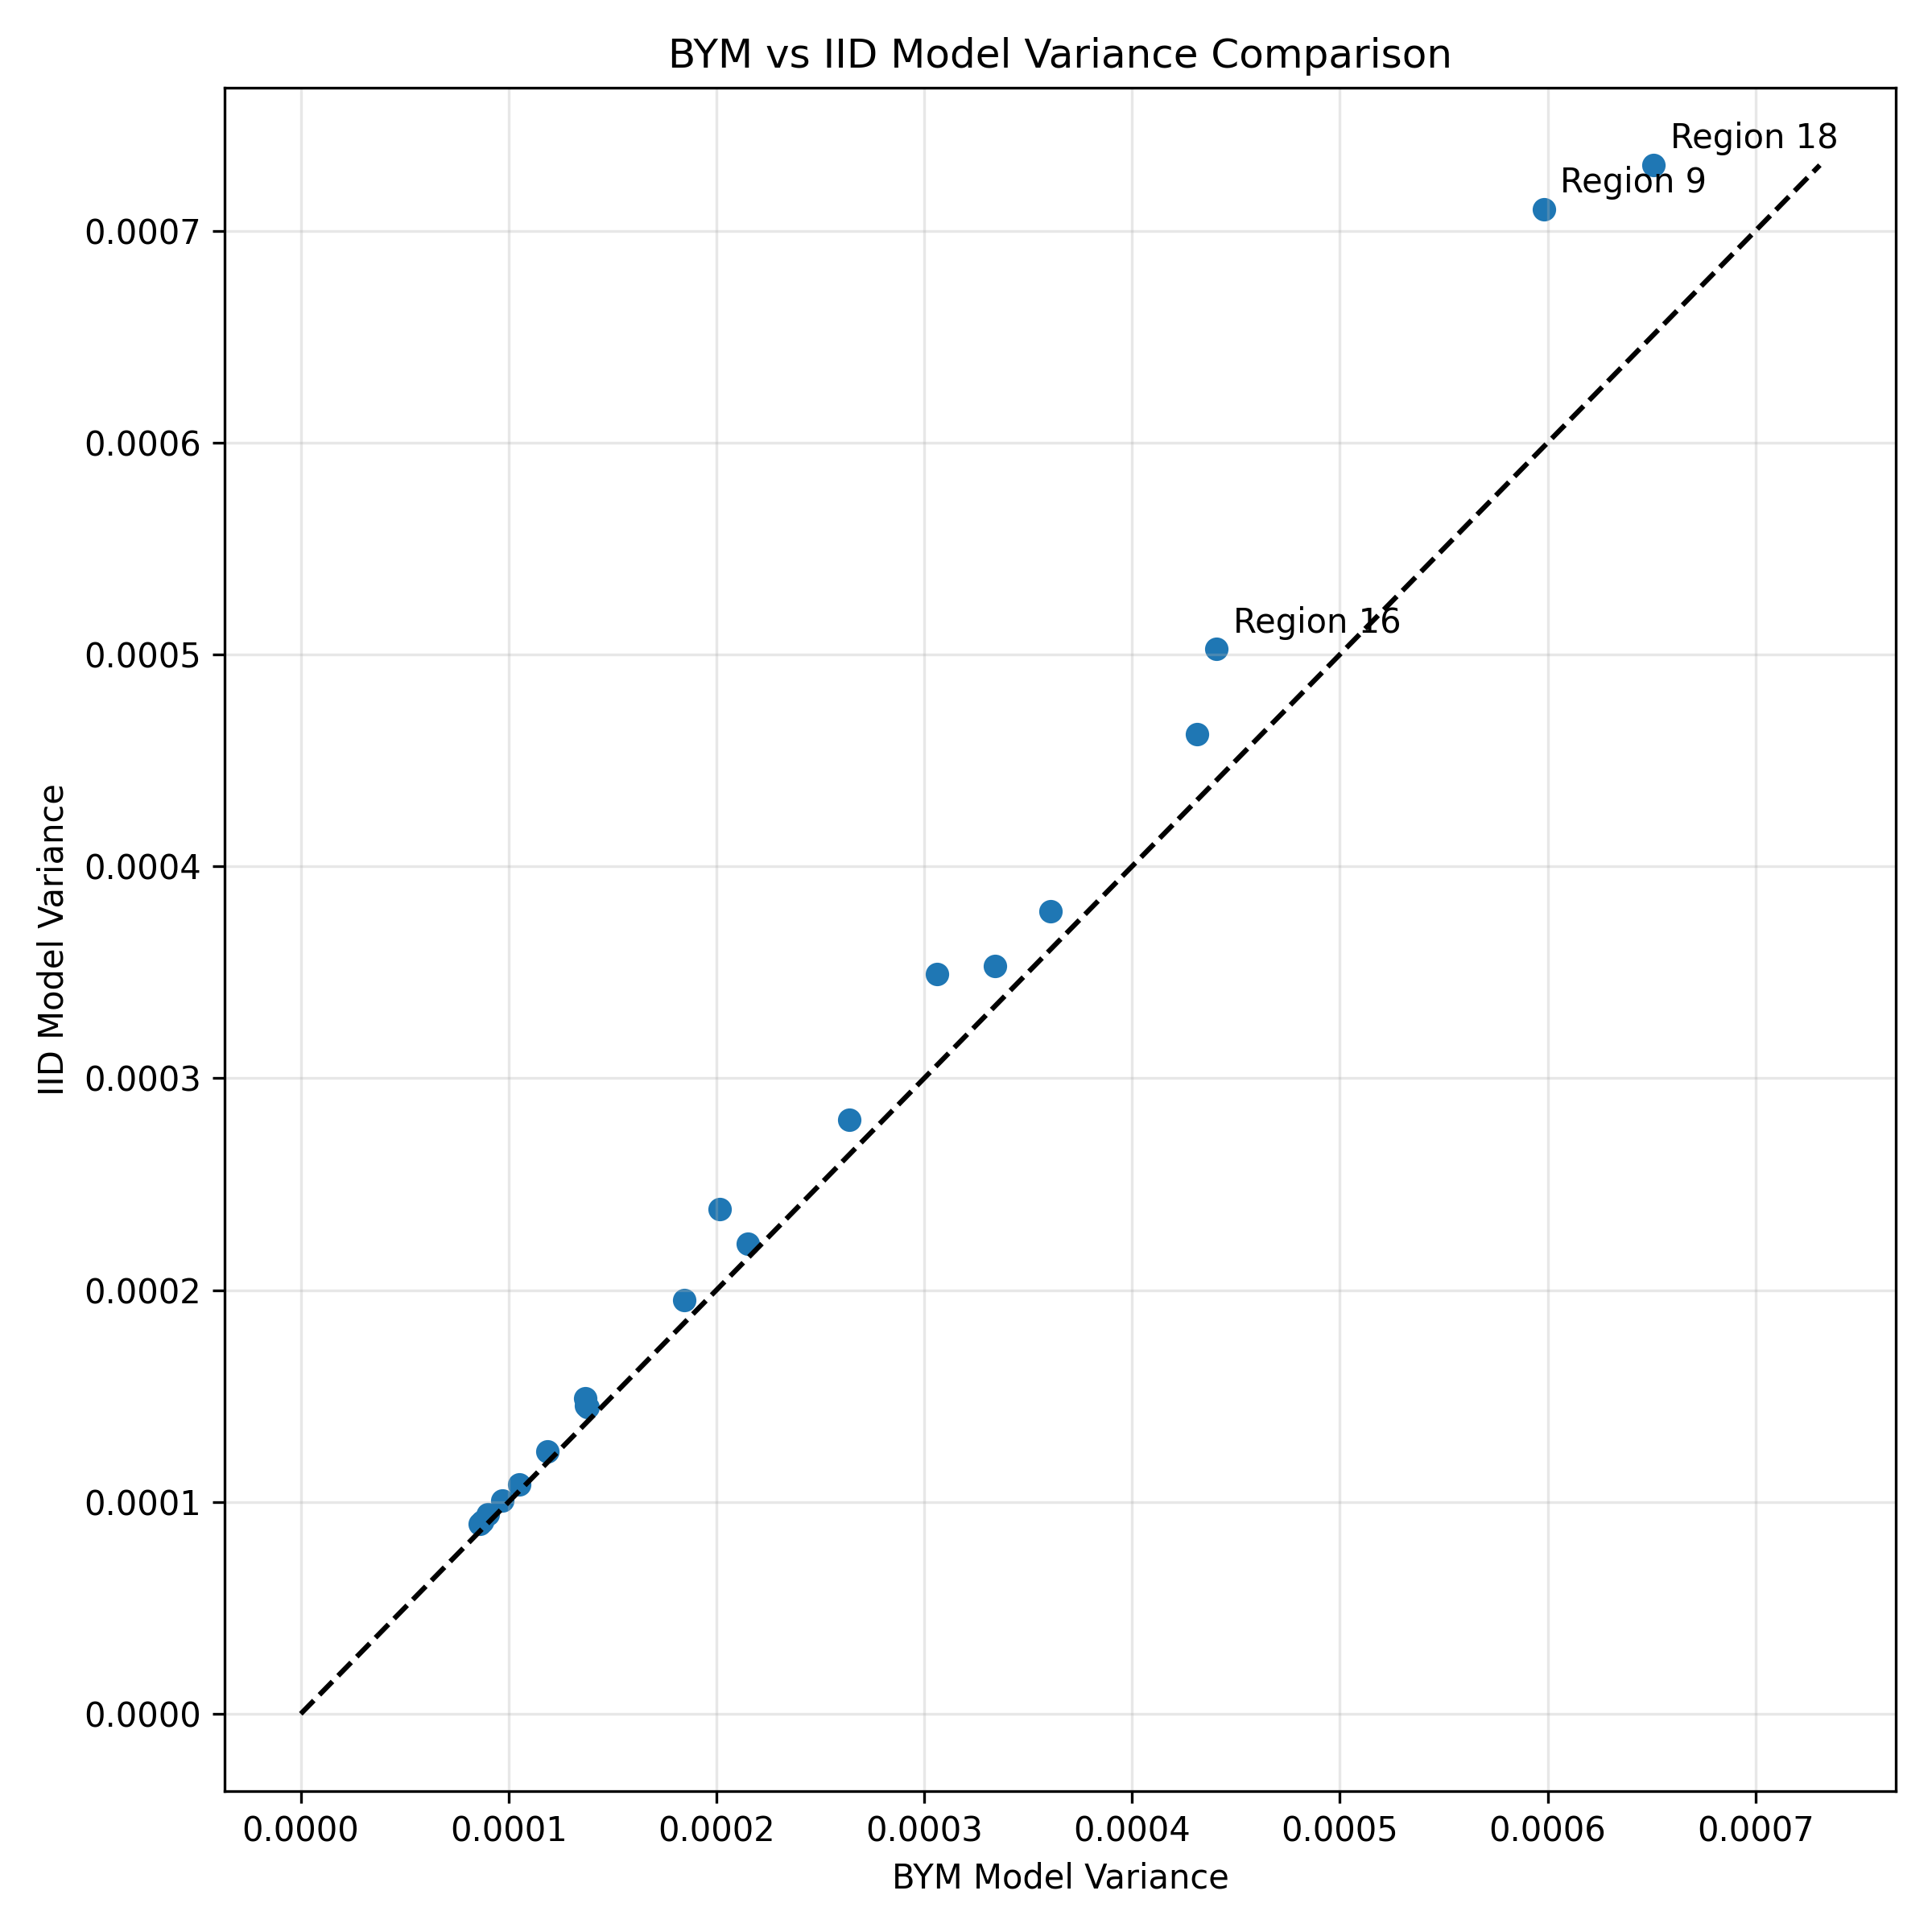 BYM vs IID Model Variance Comparison
Region 18
Region 9
Region 16
IID Model Variance
0.0007
0.0006
0.0005
0.0004
0.0003
0.0002
0.0001
0.0000
0.0000 0.0001 0.0002 0.0003 0.0004 0.0005 0.0006 0.0007
BYM Model Variance